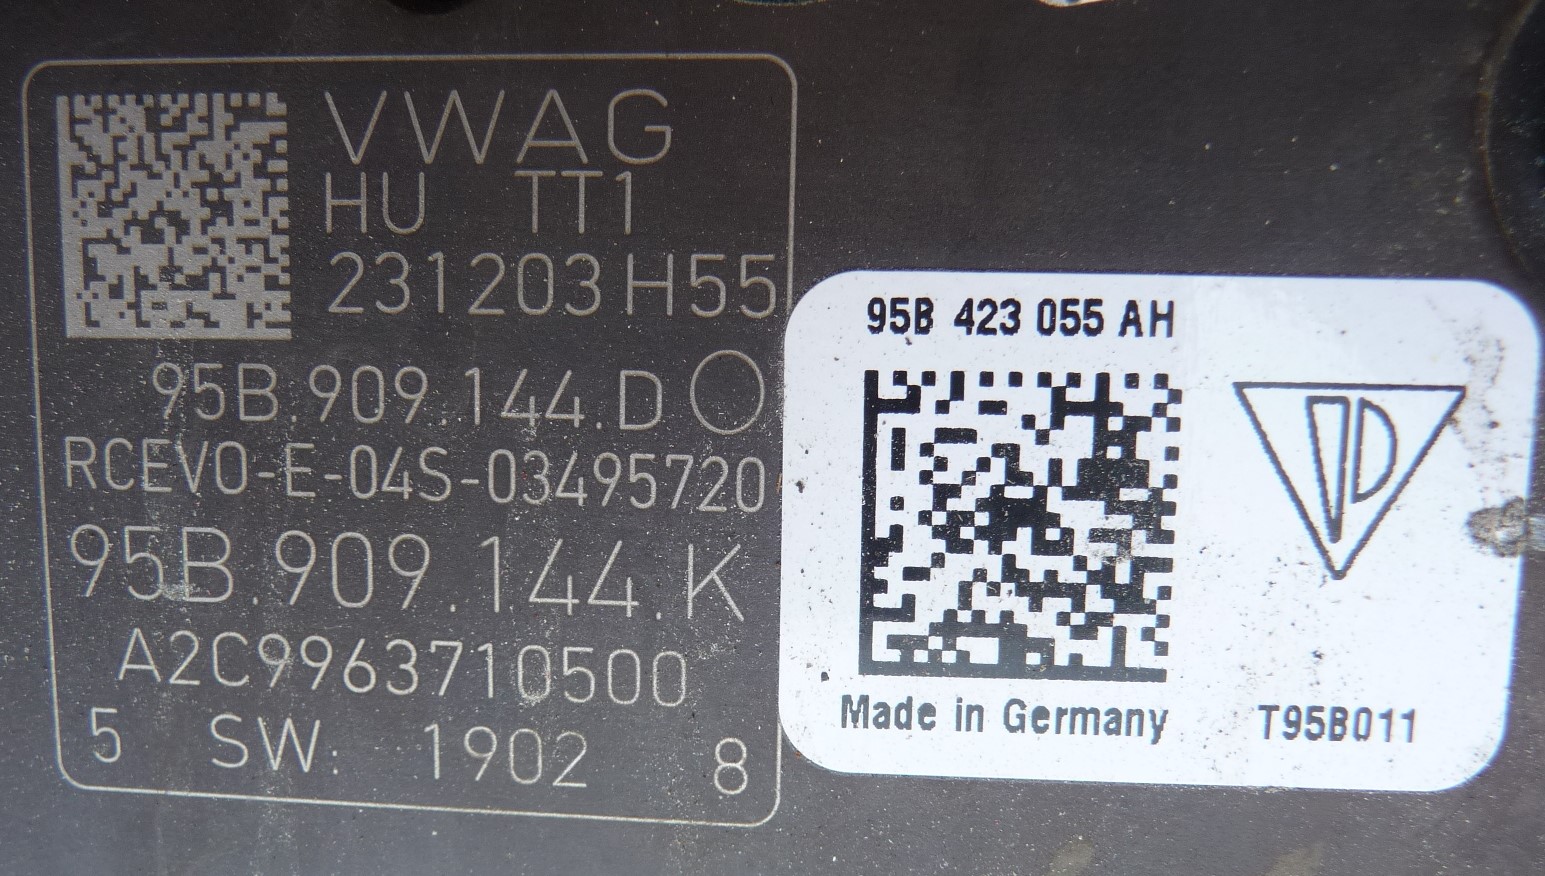 VWAG
HU TT1
231203 H55
95B.909.144.D
RCEVO-E-04S-03495720
95B.909.144.K
A2C9963710500
5 SW: 1902 8
95B 423 055 AH
Made in Germany
T95B011